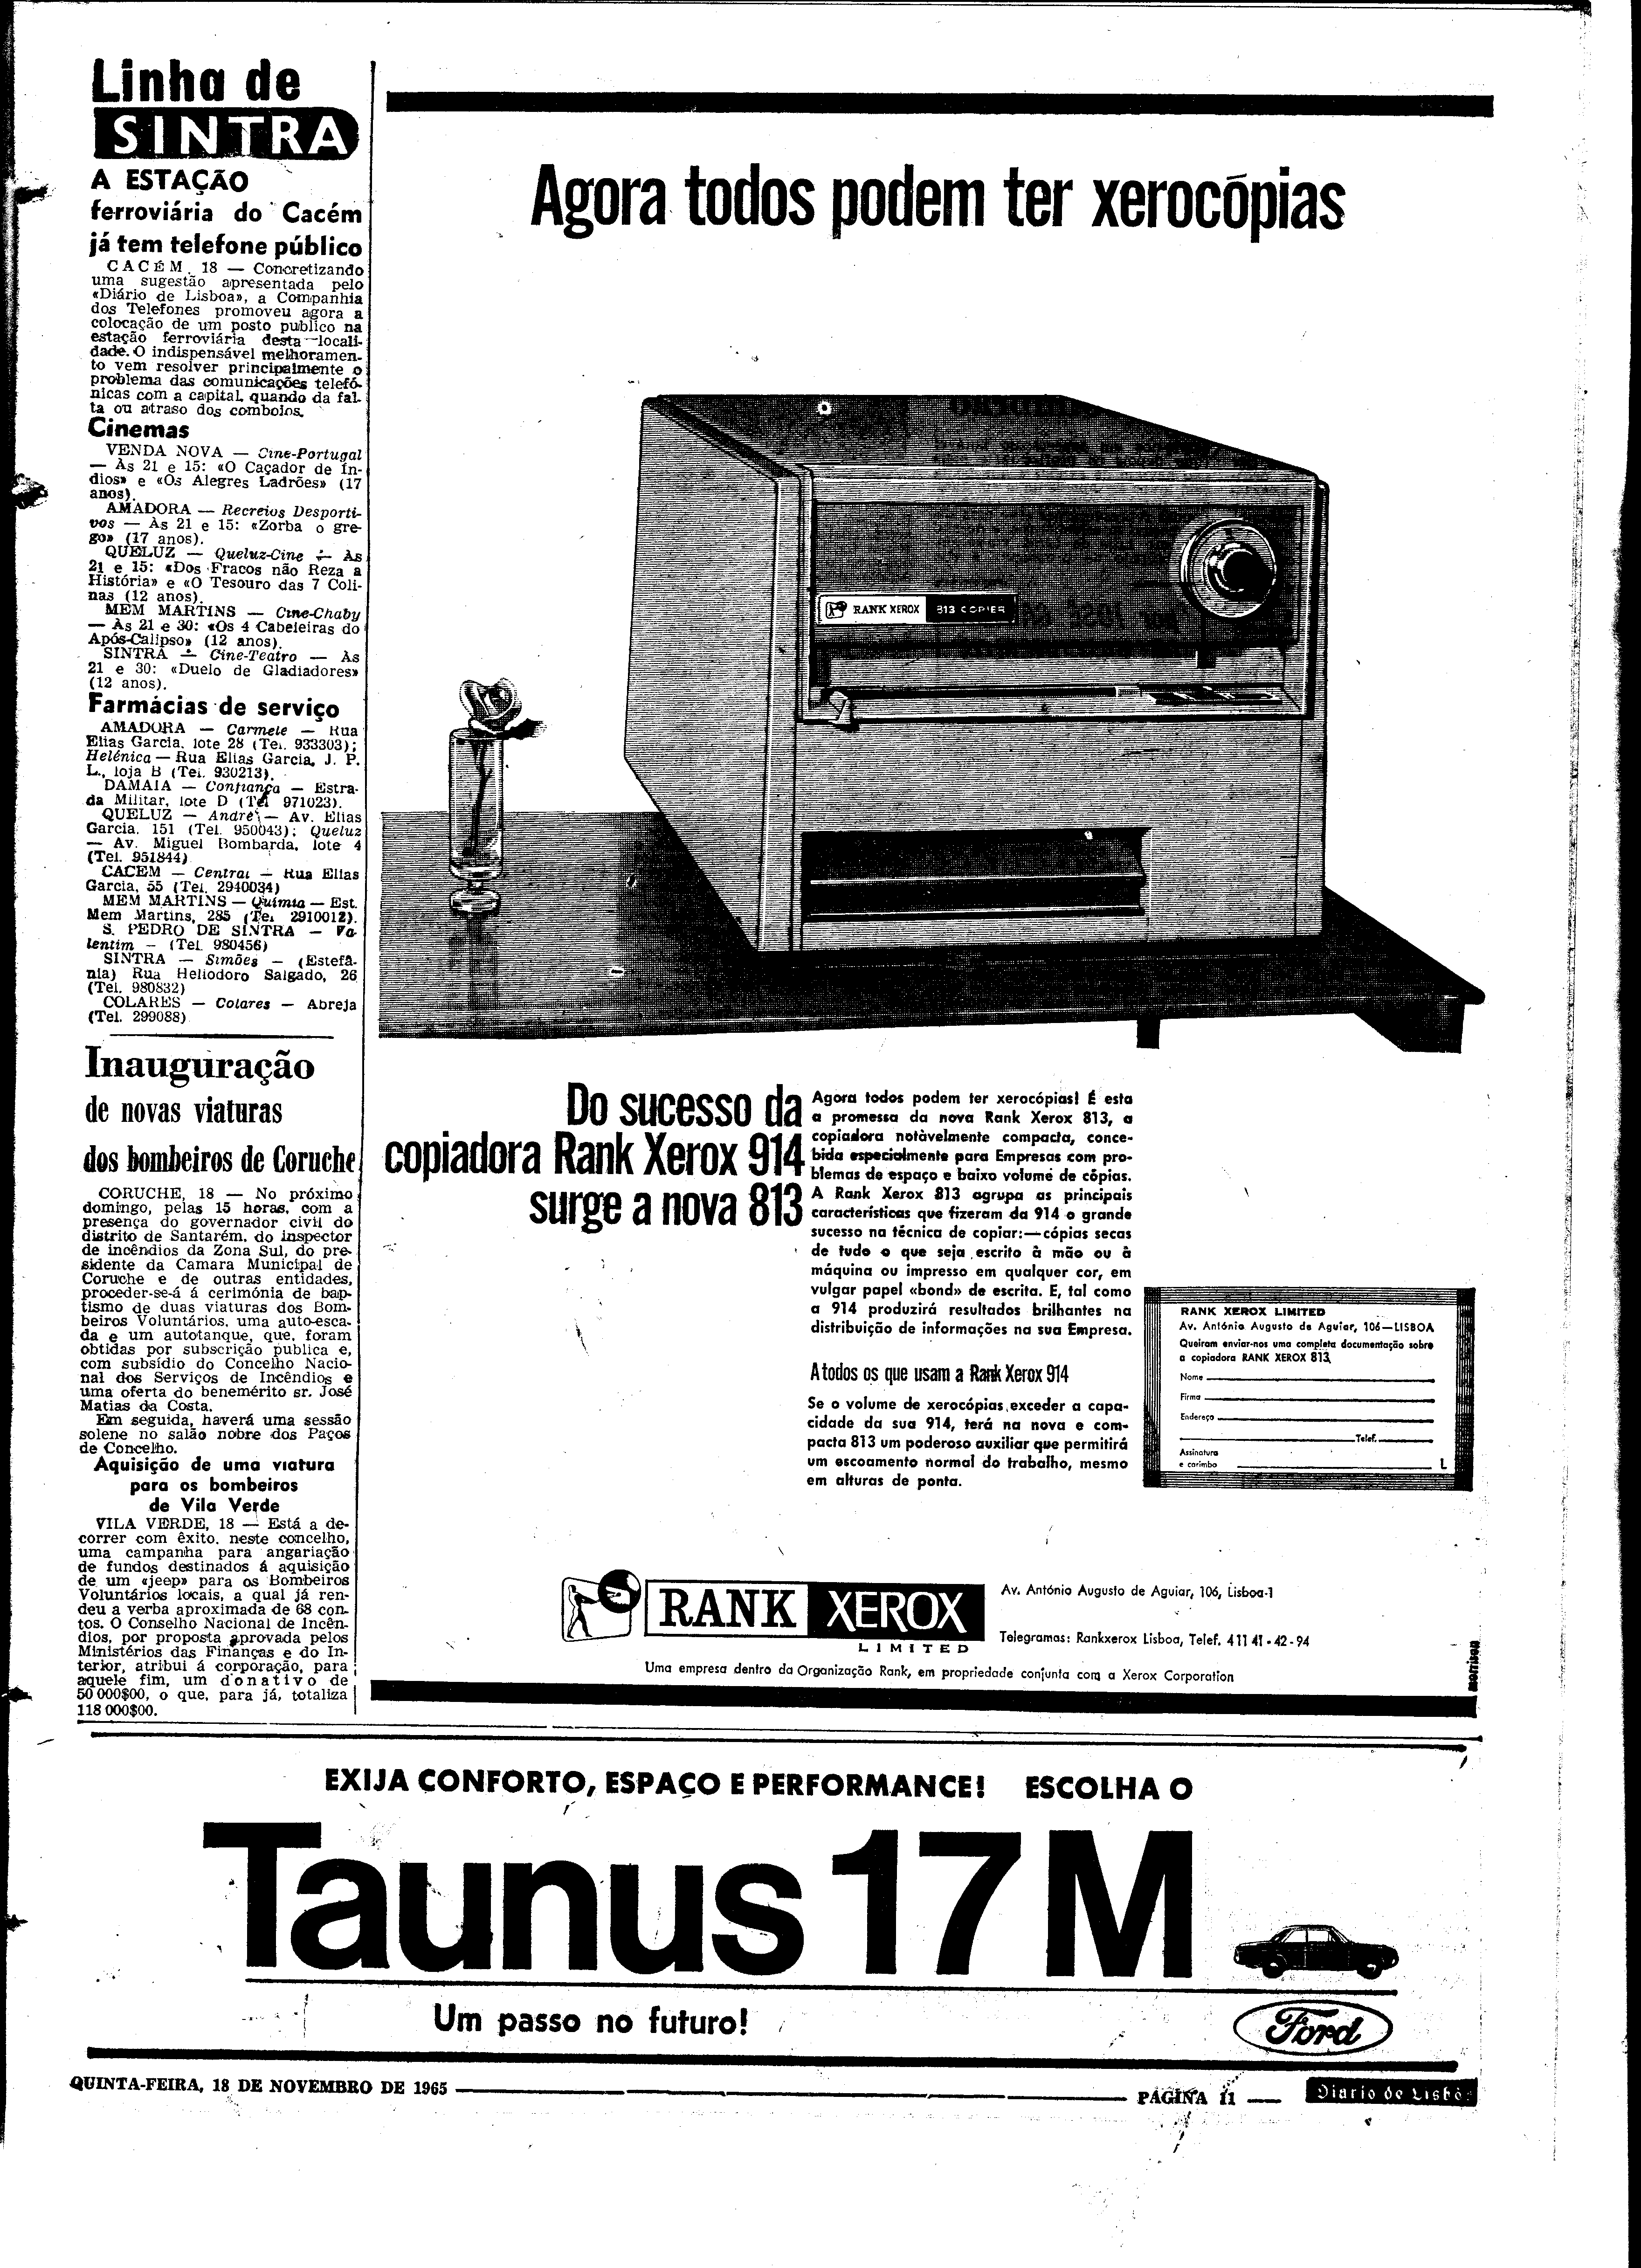 Linha de
SINTRA
A ESTAÇÃO
ferroviária do Cacém
já tem telefone público
CACÉM, 18 — Concretizando
uma sugestão apresentada pelo
«Diário de Lisboa», a Companhia
dos Telefones promoveu agora a
colocação de um posto publico na
estação ferroviária desta locali-
dade. O indispensável melhoramen-
to vem resolver principalmente o
problema das comunicações telefó-
nicas com a capital, quando da fal-
ta ou atraso dos comboios.
Cinemas
VENDA NOVA — Cine-Portugal
— Às 21 e 15: «O Caçador de Ín-
dios» e «Os Alegres Ladrões» (17
anos).
AMADORA — Recreios Desporti-
vos — Às 21 e 15: «Zorba o gre-
go» (17 anos).
QUELUZ — Queluz-Cine — Às
21 e 15: «Dos Fracos não Reza a
História» e «O Tesouro das 7 Coli-
nas (12 anos).
MEM MARTINS — Cine-Chaby
— Às 21 e 30: «Os 4 Cabeleiras do
Após-Calipso» (12 anos).
SINTRA — Cine-Teatro — Às
21 e 30: «Duelo de Gladiadores»
(12 anos).
Farmácias de serviço
AMADORA — Carmele — Rua
Elias Garcia, lote 28 (Tel. 933303);
Helénica — Rua Elias Garcia, J. P.
L., loja B (Tel. 930213).
DAMAIA — Confiança — Estra-
da Militar, lote D (Tel 971023).
QUELUZ — André — Av. Elias
Garcia, 151 (Tel. 950043); Queluz
— Av. Miguel Bombarda, lote 4
(Tel. 951844)
CACEM — Central — Rua Elias
Garcia, 55 (Tel. 2940034)
MEM MARTINS — Química — Est.
Mem Martins, 285 (Tel 2910012).
S. PEDRO DE SINTRA — Va-
lentim — (Tel. 980456)
SINTRA — Simões — (Estefâ-
nia) Rua Heliodoro Salgado, 26
(Tel. 980832)
COLARES — Colares — Abreja
(Tel. 299088)
Inauguração
de novas viaturas
dos bombeiros de Coruche
CORUCHE, 18 — No próximo
domingo, pelas 15 horas, com a
presença do governador civil do
distrito de Santarém, do inspector
de incêndios da Zona Sul, do pre-
sidente da Camara Municipal de
Coruche e de outras entidades,
proceder-se-á á cerimónia de bap-
tismo de duas viaturas dos Bom-
beiros Voluntários, uma auto-esca-
da e um autotanque, que, foram
obtidas por subscrição publica e,
com subsídio do Concelho Nacio-
nal dos Serviços de Incêndios e
uma oferta do benemérito sr. José
Matias da Costa.
Em seguida, haverá uma sessão
solene no salão nobre dos Paços
de Concelho.
Aquisição de uma viatura
para os bombeiros
de Vila Verde
VILA VERDE, 18 — Está a de-
correr com êxito, neste concelho,
uma campanha para angariação
de fundos destinados á aquisição
de um «jeep» para os Bombeiros
Voluntários locais, a qual já ren-
deu a verba aproximada de 68 con-
tos. O Conselho Nacional de Incên-
dios, por proposta aprovada pelos
Ministérios das Finanças e do In-
terior, atribui á corporação, para
aquele fim, um donativo de
50 000$00, o que, para já, totaliza
118 000$00.
Agora todos podem ter xerocópias
RANK XEROX 813 COPIER
Do sucesso da
copiadora Rank Xerox 914
surge a nova 813
Agora todos podem ter xerocópias! É esta
a promessa da nova Rank Xerox 813, a
copiadora notàvelmente compacta, conce-
bida especialmente para Empresas com pro-
blemas de espaço e baixo volume de cópias.
A Rank Xerox 813 agrupa as principais
características que fizeram da 914 o grande
sucesso na técnica de copiar:—cópias secas
de tudo o que seja escrito à mão ou à
máquina ou impresso em qualquer cor, em
vulgar papel «bond» de escrita. E, tal como
a 914 produzirá resultados brilhantes na
distribuição de informações na sua Empresa.
A todos os que usam a Rank Xerox 914
Se o volume de xerocópias exceder a capa-
cidade da sua 914, terá na nova e com-
pacta 813 um poderoso auxiliar que permitirá
um escoamento normal do trabalho, mesmo
em alturas de ponta.
RANK XEROX LIMITED
Av. António Augusto de Aguiar, 106—LISBOA
Queiram enviar-nos uma completa documentação sobre
a copiadora RANK XEROX 813
Nome
Firma
Endereço
Telef.
Assinatura
e carimbo L
RANK XEROX
LIMITED
Av. António Augusto de Aguiar, 106, Lisboa-1
Telegramas: Rankxerox Lisboa, Telef. 411 41 - 42 - 94
Uma empresa dentro da Organização Rank, em propriedade conjunta com a Xerox Corporation
morrison
EXIJA CONFORTO, ESPAÇO E PERFORMANCE! ESCOLHA O
Taunus 17M
Um passo no futuro!
Ford
QUINTA-FEIRA, 18 DE NOVEMBRO DE 1965 — PÁGINA 11 — Diario de Lisboa